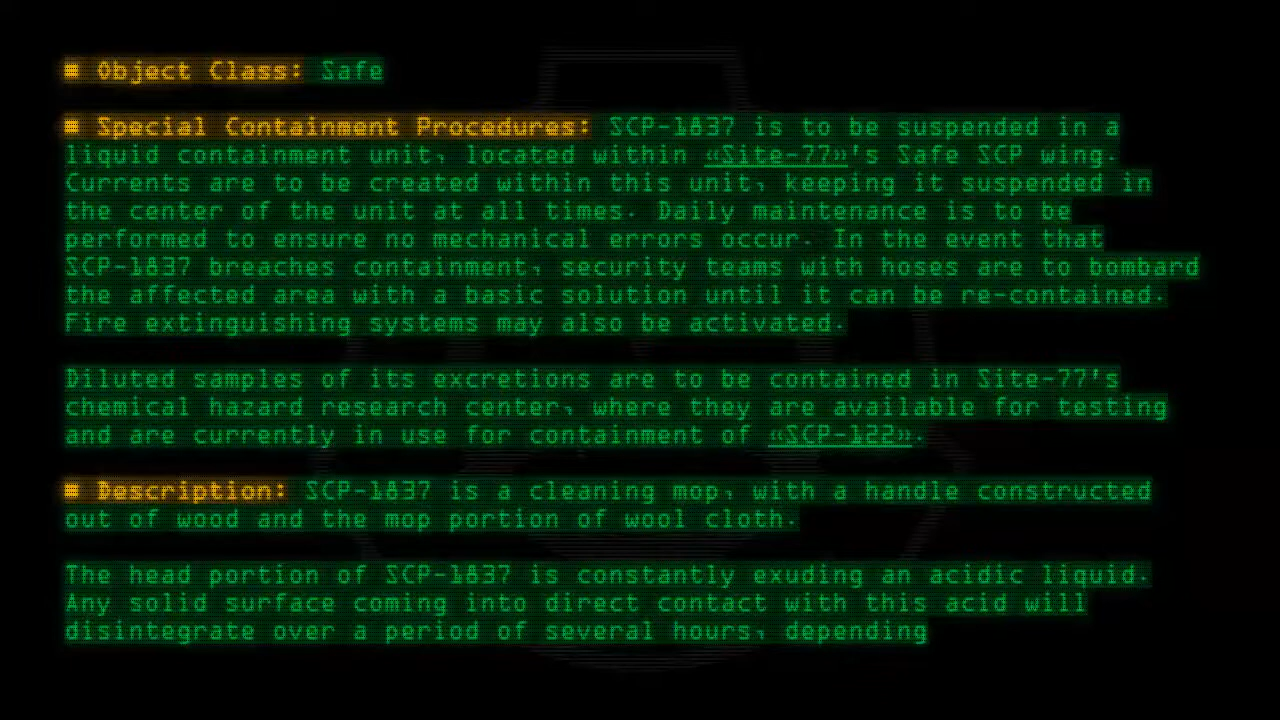 ■ Object Class: Safe
■ Special Containment Procedures: SCP-1837 is to be suspended in a
liquid containment unit, located within «Site-77»'s Safe SCP wing.
Currents are to be created within this unit, keeping it suspended in
the center of the unit at all times. Daily maintenance is to be
performed to ensure no mechanical errors occur. In the event that
SCP-1837 breaches containment, security teams with hoses are to bombard
the affected area with a basic solution until it can be re-contained.
Fire extinguishing systems may also be activated.
Diluted samples of its excretions are to be contained in Site-77's
chemical hazard research center, where they are available for testing
and are currently in use for containment of «SCP-122».
■ Description: SCP-1837 is a cleaning mop, with a handle constructed
out of wood and the mop portion of wool cloth.
The head portion of SCP-1837 is constantly exuding an acidic liquid.
Any solid surface coming into direct contact with this acid will
disintegrate over a period of several hours, depending